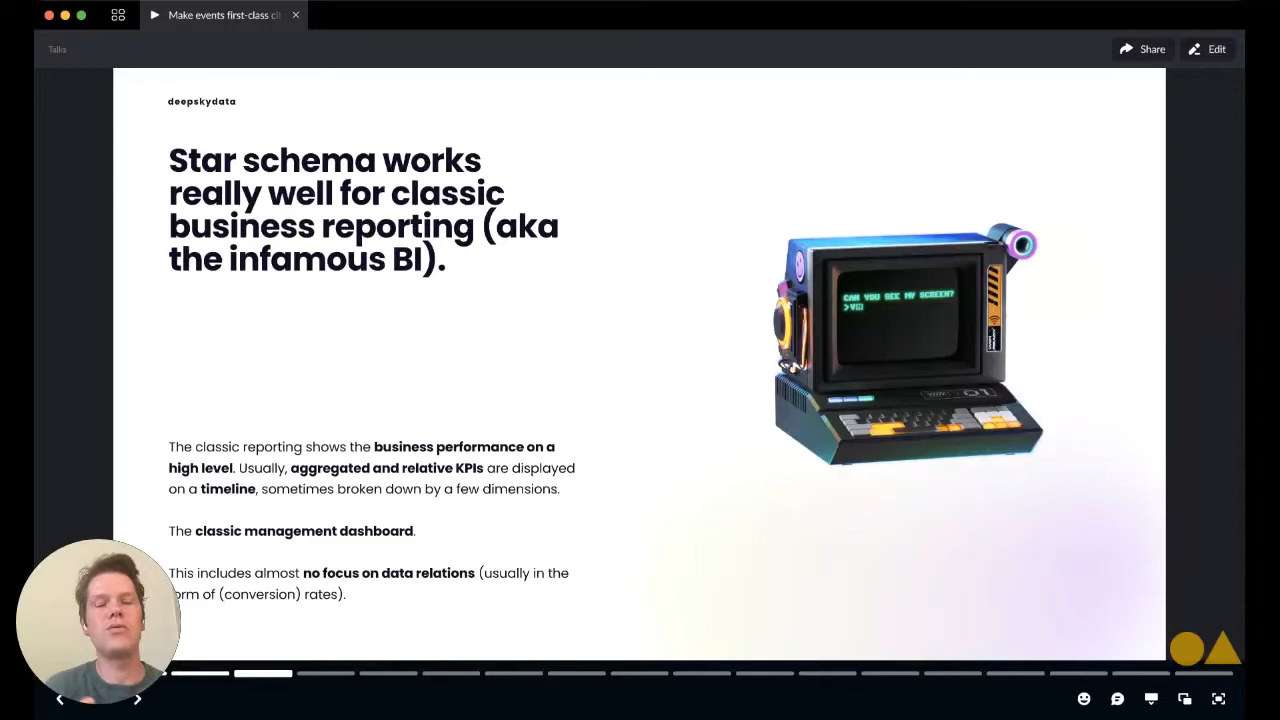 Make events first-class ci
Talks
Share
Edit
deepskydata
Star schema works
really well for classic
business reporting (aka
the infamous BI).
CAN YOU SEE MY SCREEN?
01
The classic reporting shows the business performance on a
high level. Usually, aggregated and relative KPIs are displayed
on a timeline, sometimes broken down by a few dimensions.
The classic management dashboard.
This includes almost no focus on data relations (usually in the
form of (conversion) rates).